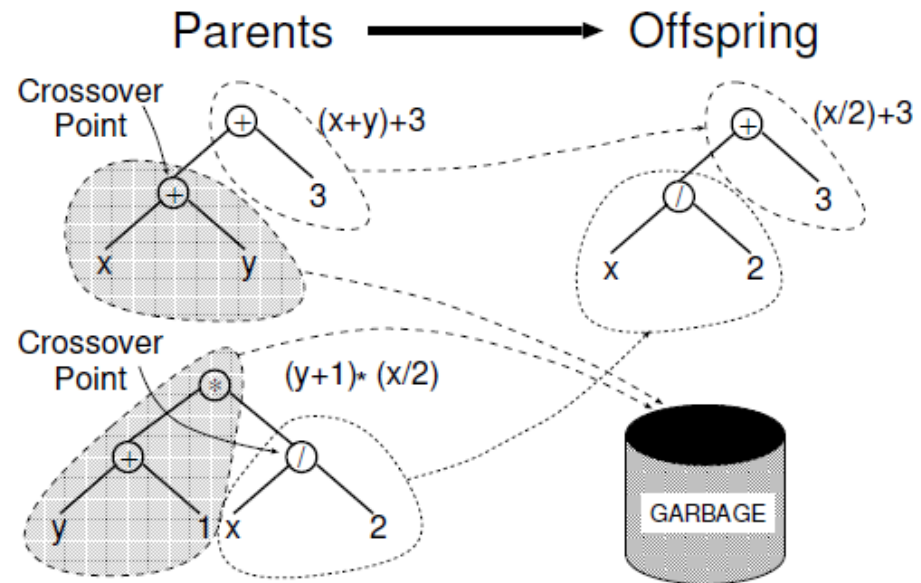 Parents Offspring
Crossover
Point
+
(x+y)+3
+
3
x y
+
(x/2)+3
/
3
x 2
Crossover
Point
*
(y+1)* (x/2)
+
/
y 1 x 2
GARBAGE